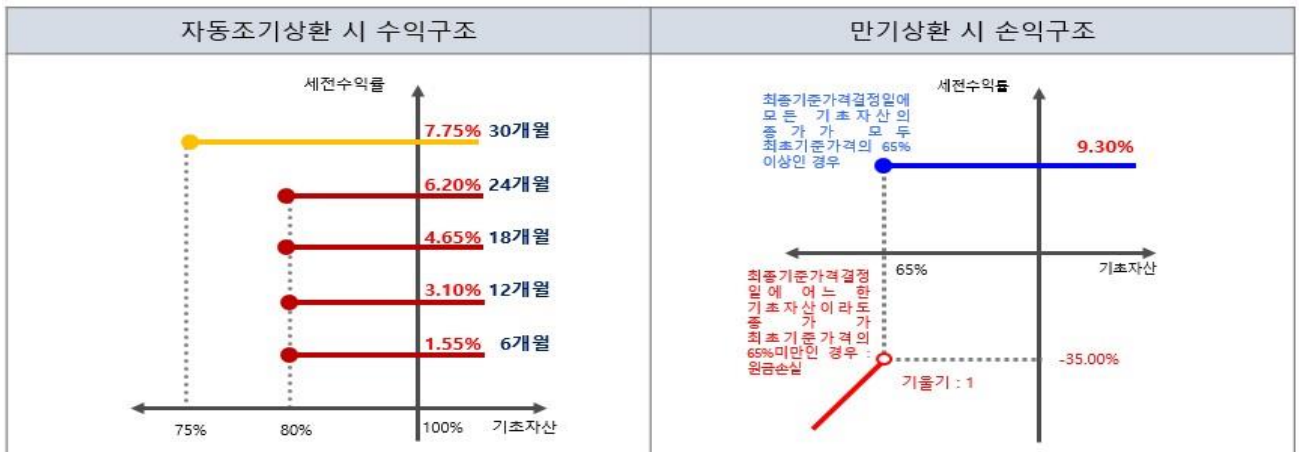 자동조기상환 시 수익구조
세전수익률
7.75% 30개월
6.20% 24개월
4.65% 18개월
3.10% 12개월
1.55% 6개월
75%
80%
100%
기초자산
만기상환 시 손익구조
세전수익률
최종기준가격결정일에
모든 기초자산의
종가가 모두
최초기준가격의 65%
이상인 경우
9.30%
65%
기초자산
최종기준가격결정
일에 어느 한
기초자산이라도
종가가
최초기준가격의
65%미만인 경우 :
원금손실
-35.00%
기울기 : 1